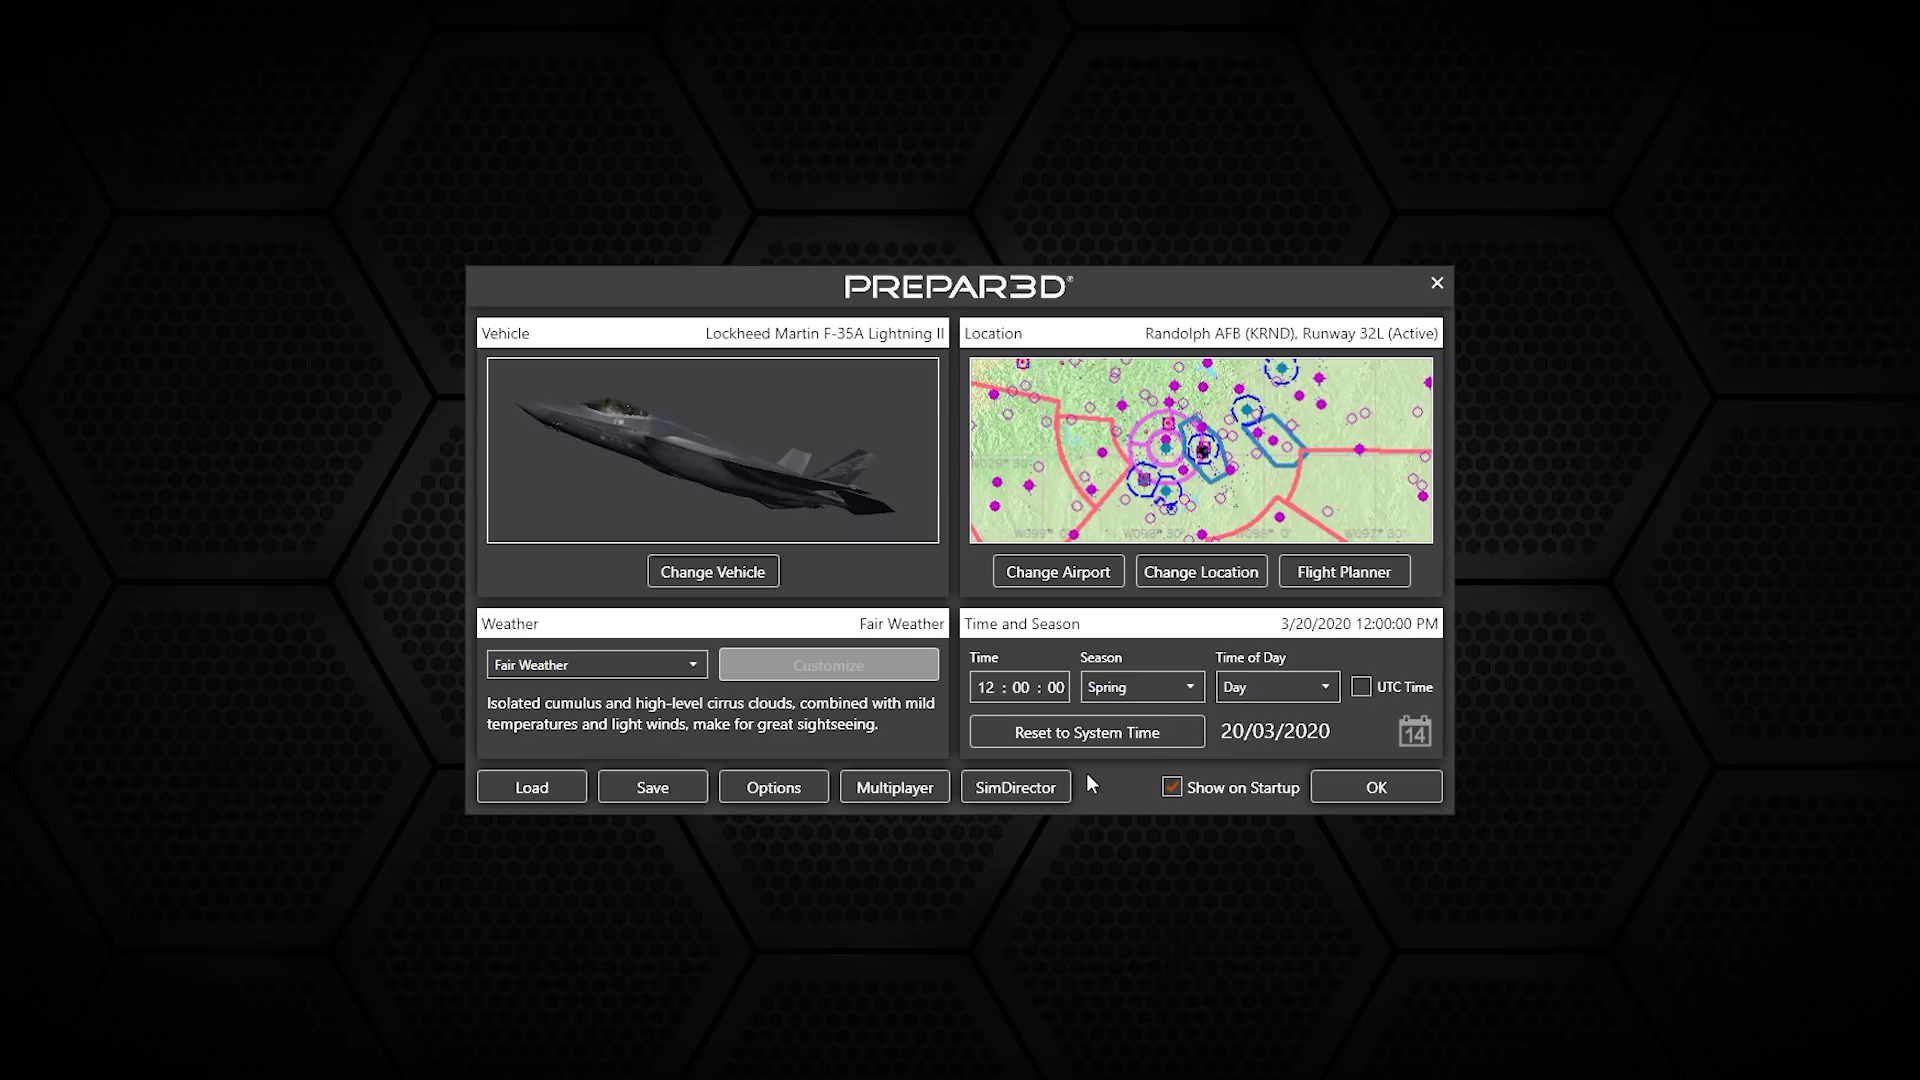 PREPAR3D®
Vehicle Lockheed Martin F-35A Lightning II
Location Randolph AFB (KRND), Runway 32L (Active)
Change Vehicle
Change Airport Change Location Flight Planner
Weather Fair Weather
Fair Weather Customize
Isolated cumulus and high-level cirrus clouds, combined with mild
temperatures and light winds, make for great sightseeing.
Time and Season 3/20/2020 12:00:00 PM
Time Season Time of Day
12 : 00 : 00 Spring Day UTC Time
Reset to System Time 20/03/2020 14
Load Save Options Multiplayer SimDirector Show on Startup OK